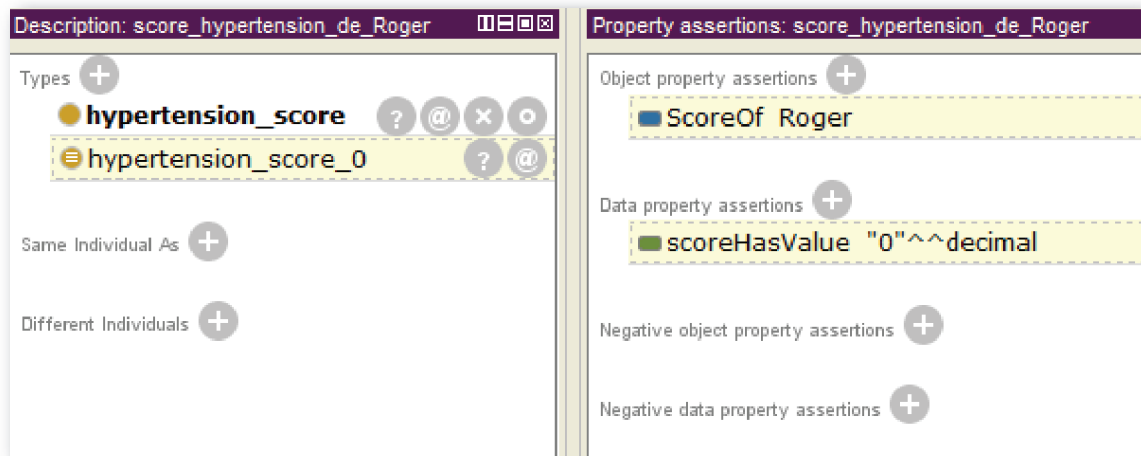 Description: score_hypertension_de_Roger
Types
hypertension_score
? @
hypertension_score_0
? @
Same Individual As
Different Individuals
Property assertions: score_hypertension_de_Roger
Object property assertions
ScoreOf Roger
Data property assertions
scoreHasValue "0"^^decimal
Negative object property assertions
Negative data property assertions